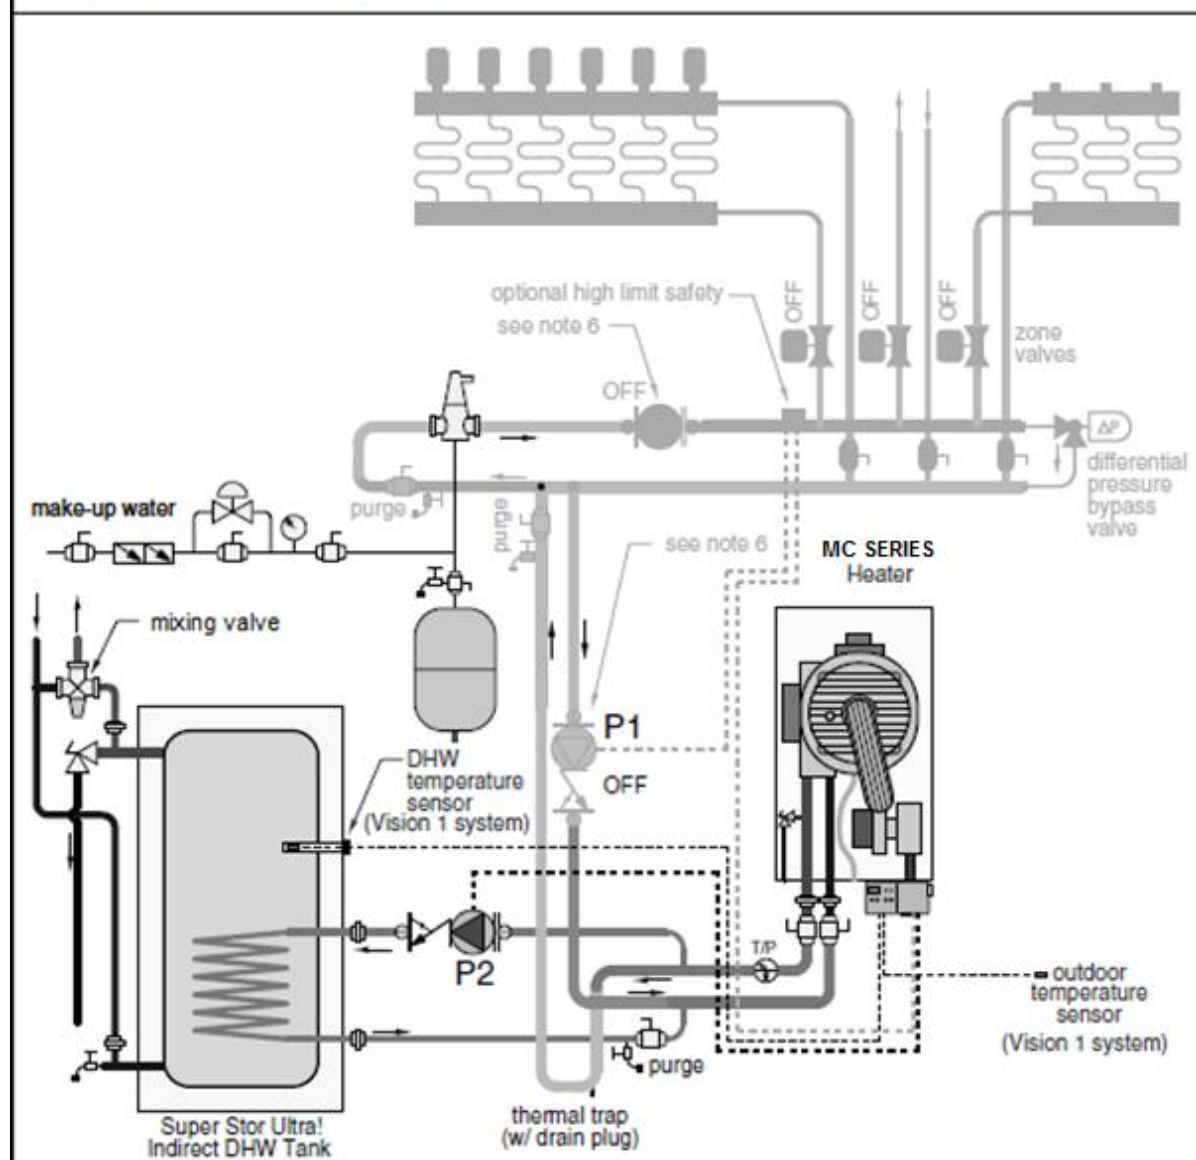 optional high limit safety
see note 6
OFF
OFF
OFF
OFF
zone
valves
ΔP
differential
pressure
bypass
valve
purge
purge
make-up water
see note 6
MC SERIES
Heater
mixing valve
P1
OFF
DHW
temperature
sensor
(Vision 1 system)
P2
T/P
outdoor
temperature
sensor
(Vision 1 system)
purge
thermal trap
(w/ drain plug)
Super Stor Ultra!
Indirect DHW Tank